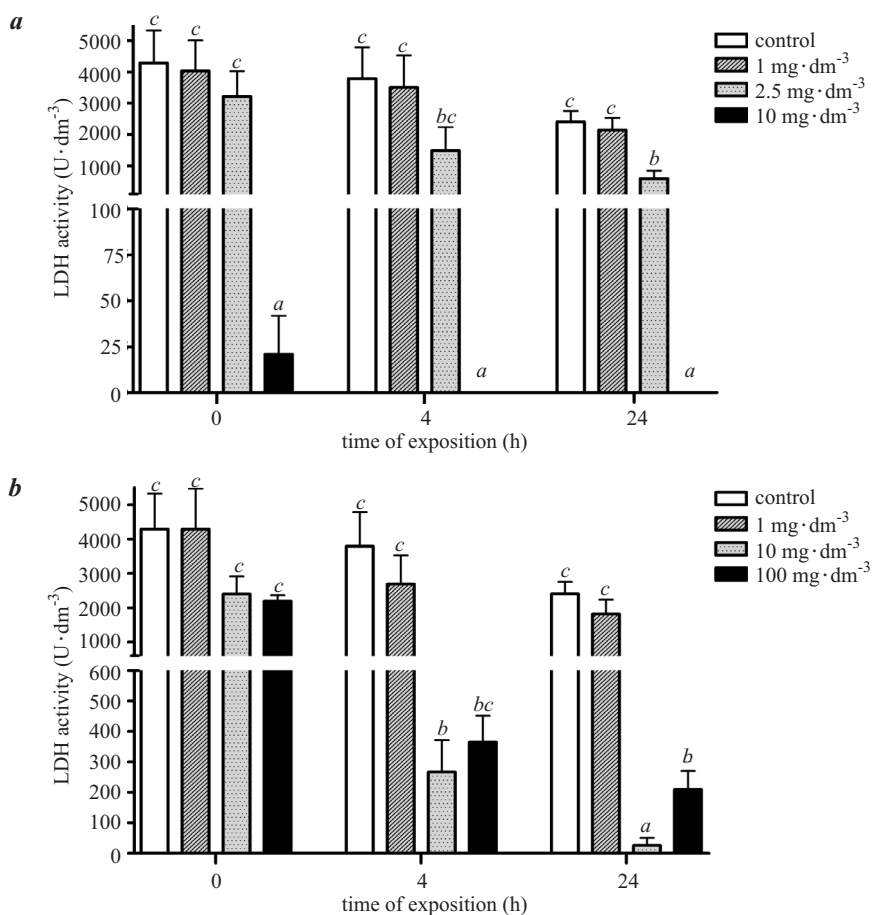 a
5000
4000
3000
2000
1000
100
75
50
25
0
LDH activity (U·dm⁻³)
c c c a
c c bc a
c c b a
0 4 24
time of exposition (h)
control
1 mg·dm⁻³
2.5 mg·dm⁻³
10 mg·dm⁻³
b
5000
4000
3000
2000
1000
600
500
400
300
200
100
0
LDH activity (U·dm⁻³)
c c c c
c c b bc
c c a b
0 4 24
time of exposition (h)
control
1 mg·dm⁻³
10 mg·dm⁻³
100 mg·dm⁻³